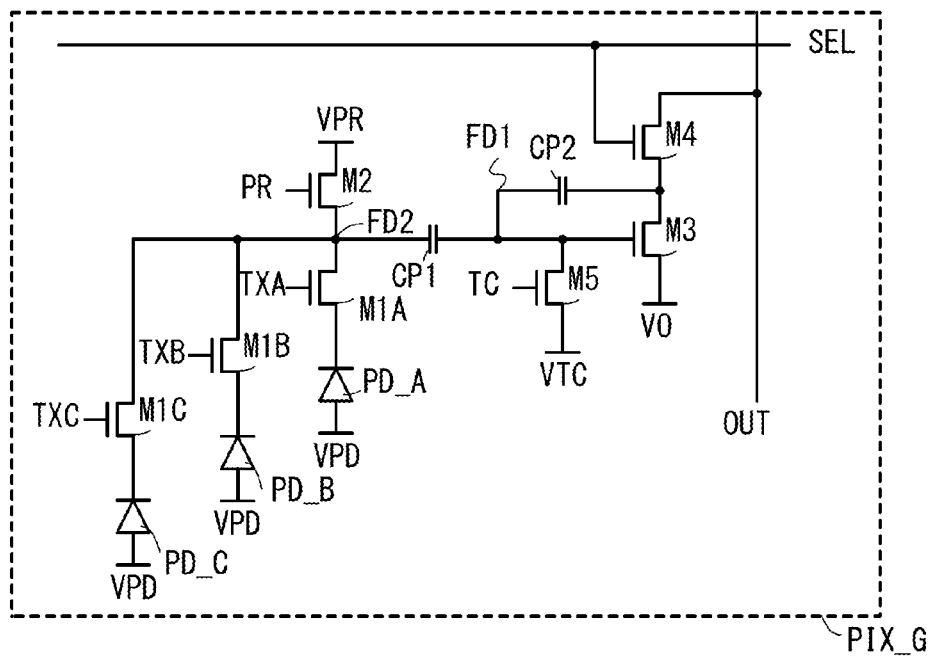 SEL
VPR
FD1
CP2
M4
PR
M2
FD2
M3
CP1
TXA
M1A
TC
M5
V0
TXB
M1B
VTC
PD_A
TXC
M1C
OUT
VPD
PD_B
VPD
PD_C
VPD
PIX_G